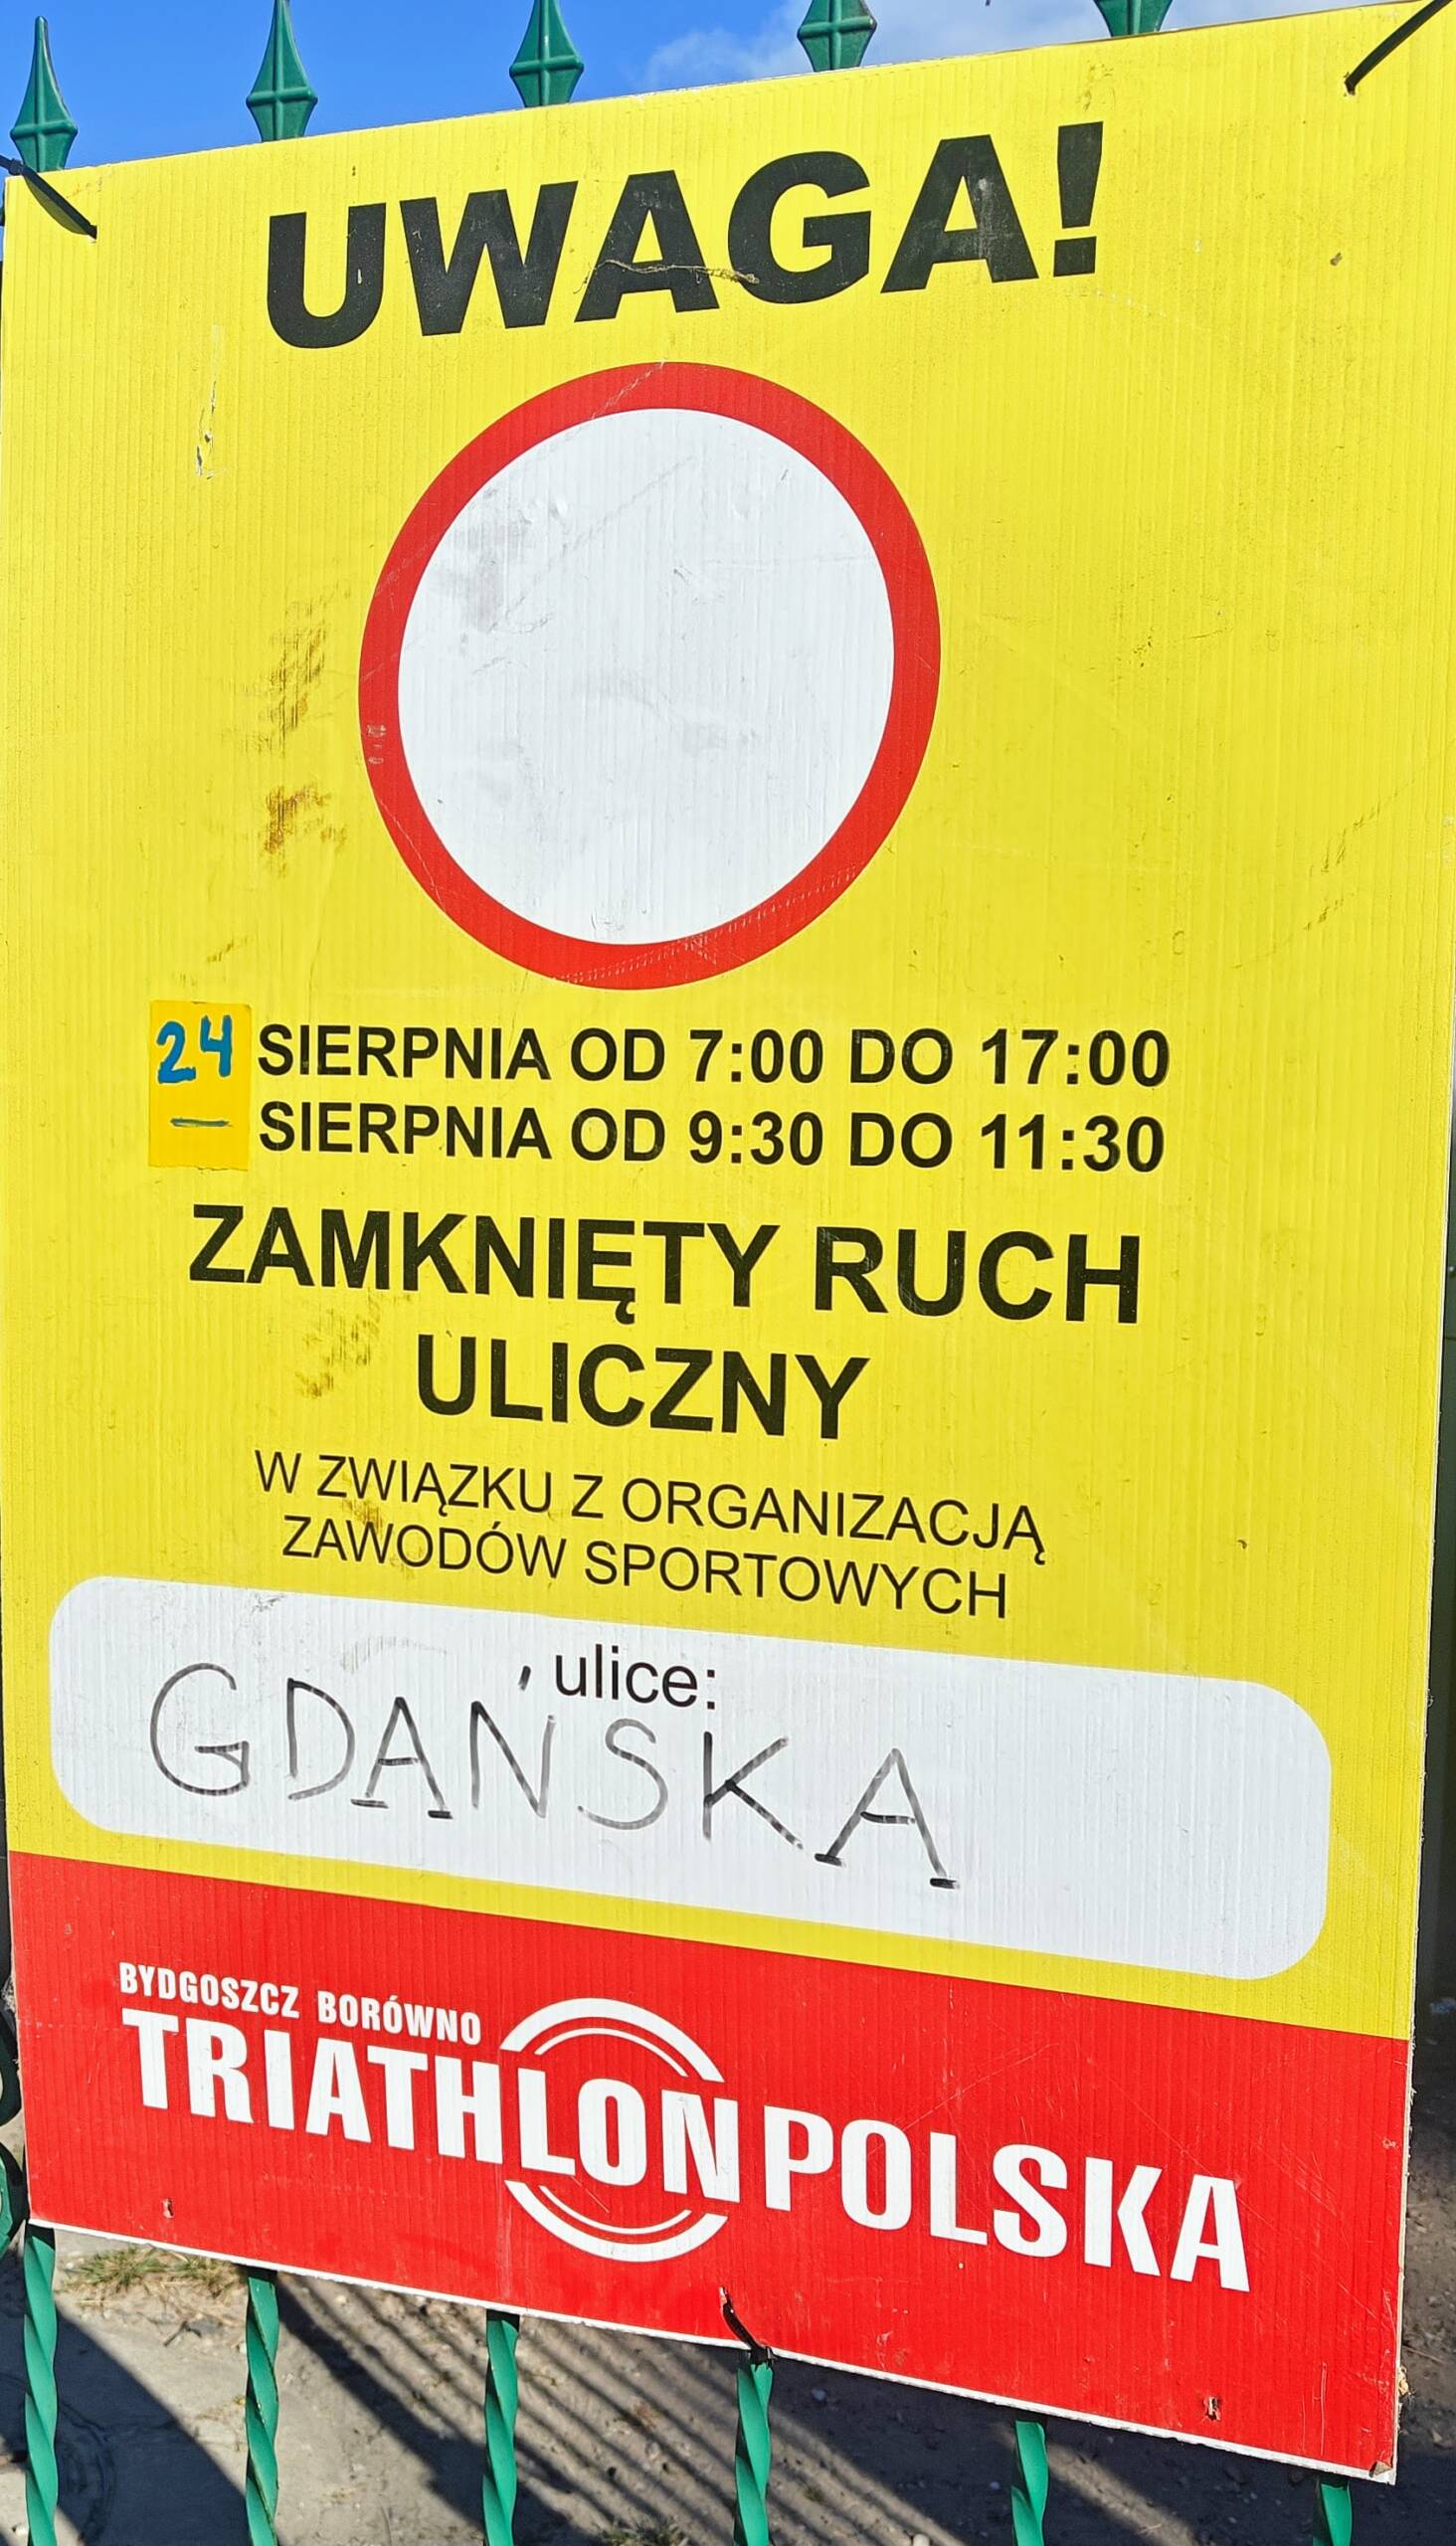 UWAGA!
24 SIERPNIA OD 7:00 DO 17:00
— SIERPNIA OD 9:30 DO 11:30
ZAMKNIĘTY RUCH
ULICZNY
W ZWIĄZKU Z ORGANIZACJĄ
ZAWODÓW SPORTOWYCH
ulice:
GDAŃSKA
BYDGOSZCZ BORÓWNO
TRIATHLON POLSKA